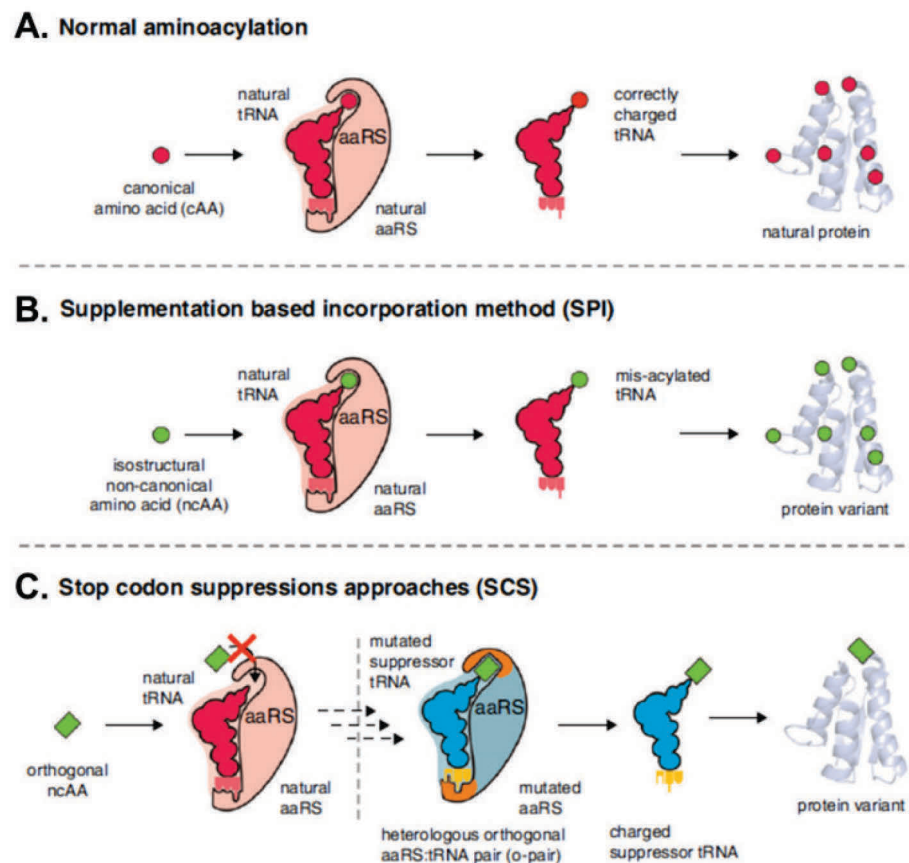 A. Normal aminoacylation
natural
tRNA
aaRS
correctly
charged
tRNA
canonical
amino acid (cAA)
natural
aaRS
natural protein
B. Supplementation based incorporation method (SPI)
natural
tRNA
aaRS
mis-acylated
tRNA
isostructural
non-canonical
amino acid (ncAA)
natural
aaRS
protein variant
C. Stop codon suppressions approaches (SCS)
natural
tRNA
aaRS
mutated
suppressor
tRNA
aaRS
orthogonal
ncAA
natural
aaRS
mutated
aaRS
heterologous orthogonal
aaRS:tRNA pair (o-pair)
charged
suppressor tRNA
protein variant